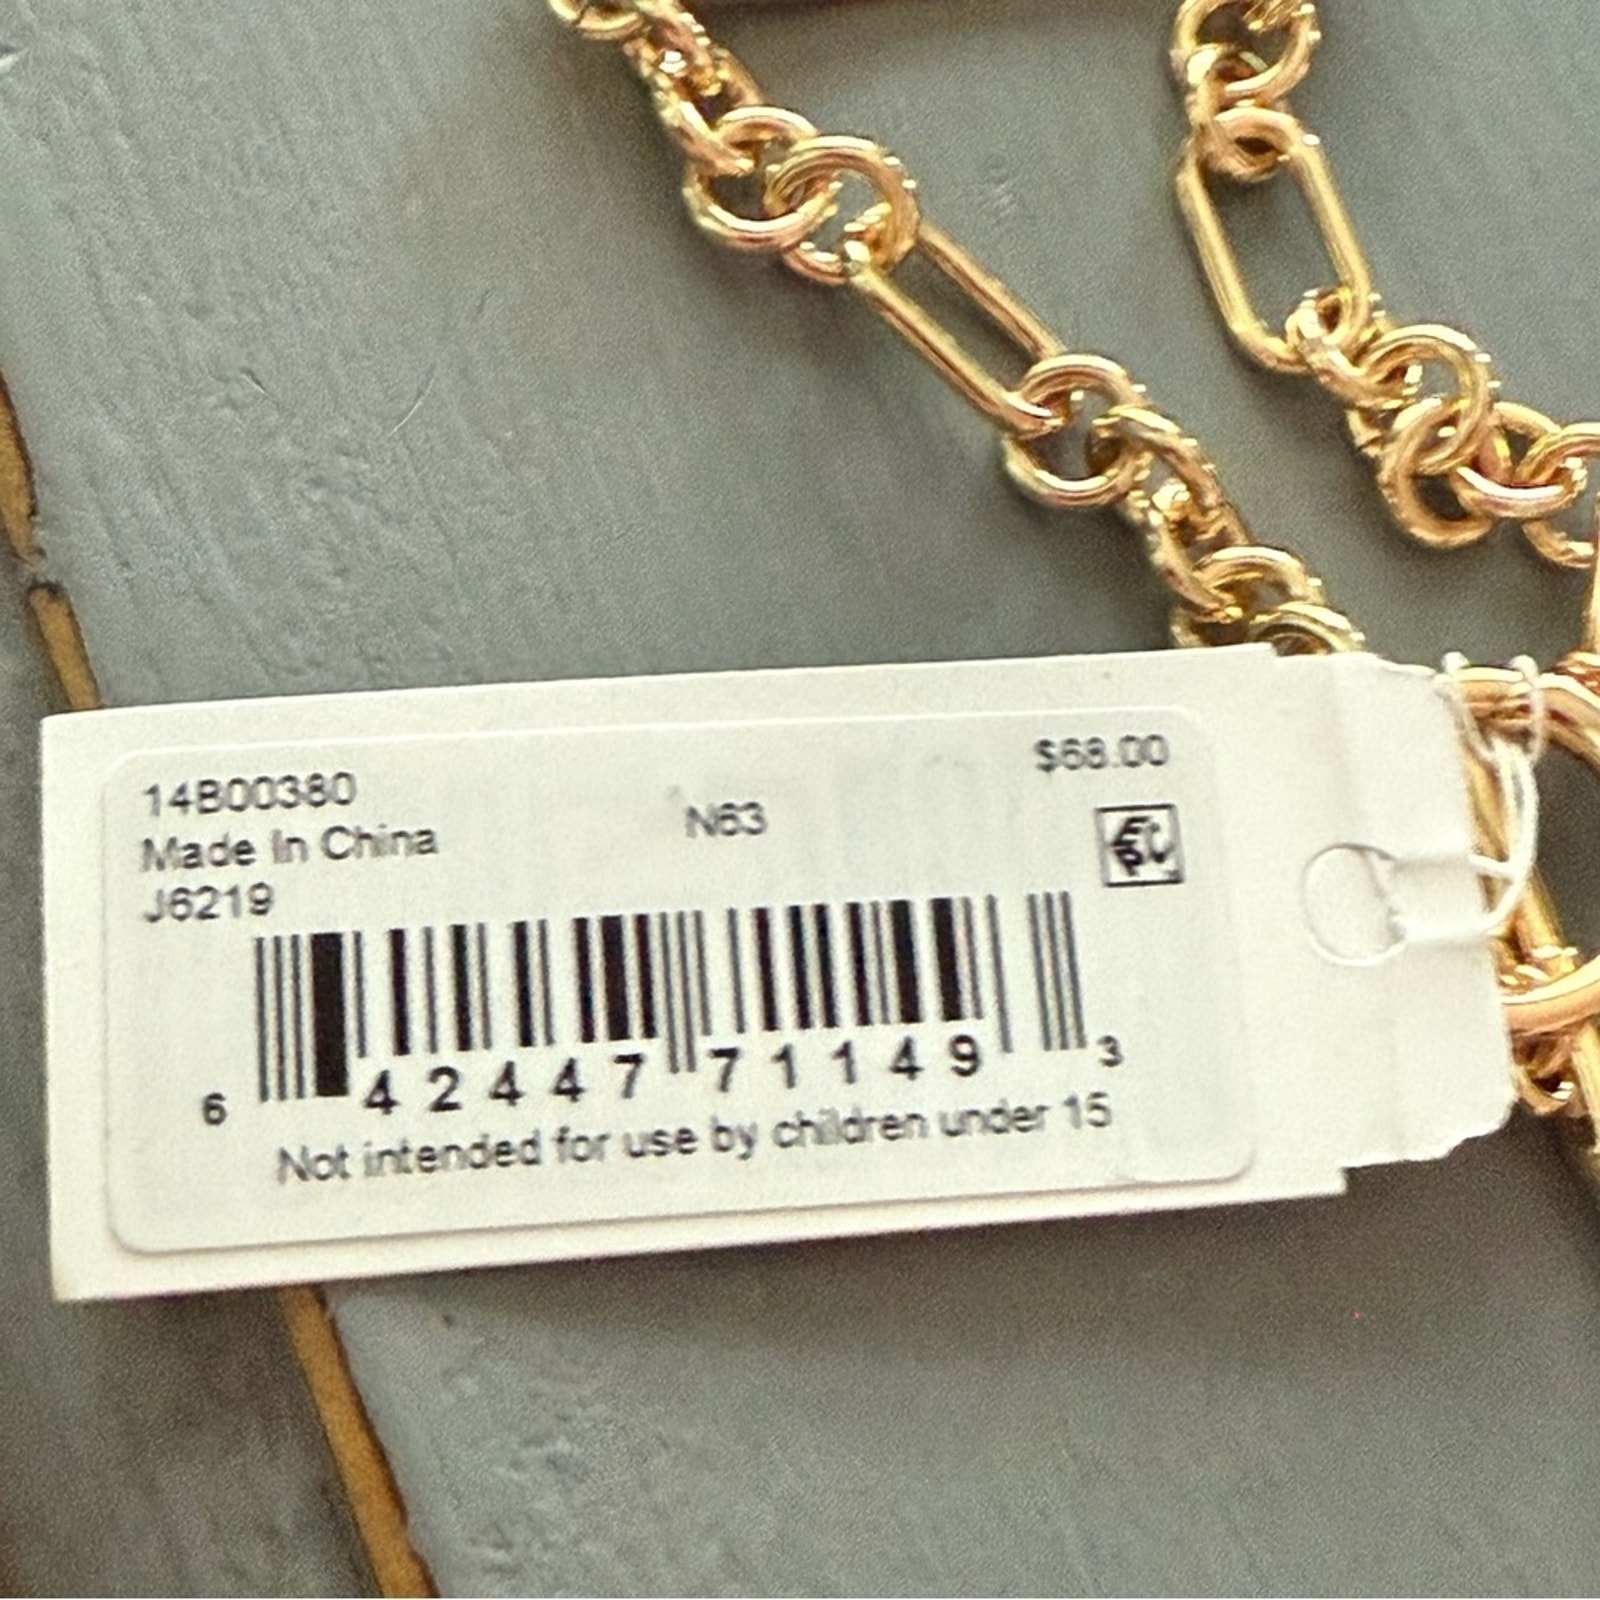 14B00380
$68.00
Made In China
N63
J6219
6 42447 71149 3
Not intended for use by children under 15